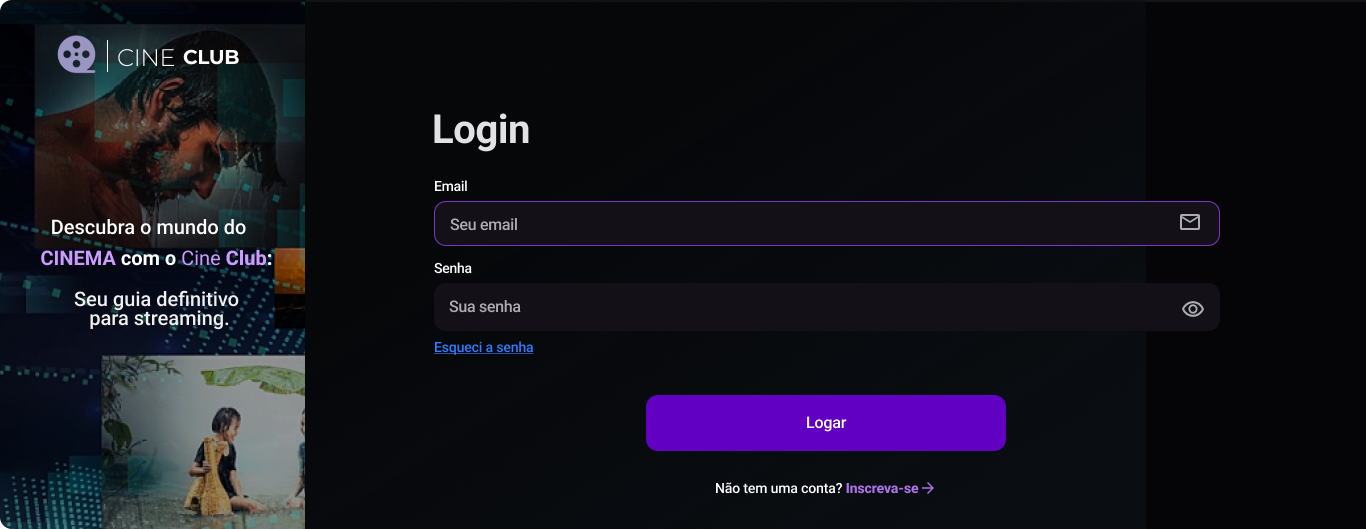 CINE CLUB
Descubra o mundo do
CINEMA com o Cine Club:
Seu guia definitivo
para streaming.
Login
Email
Seu email
Senha
Sua senha
Esqueci a senha
Logar
Não tem uma conta? Inscreva-se →